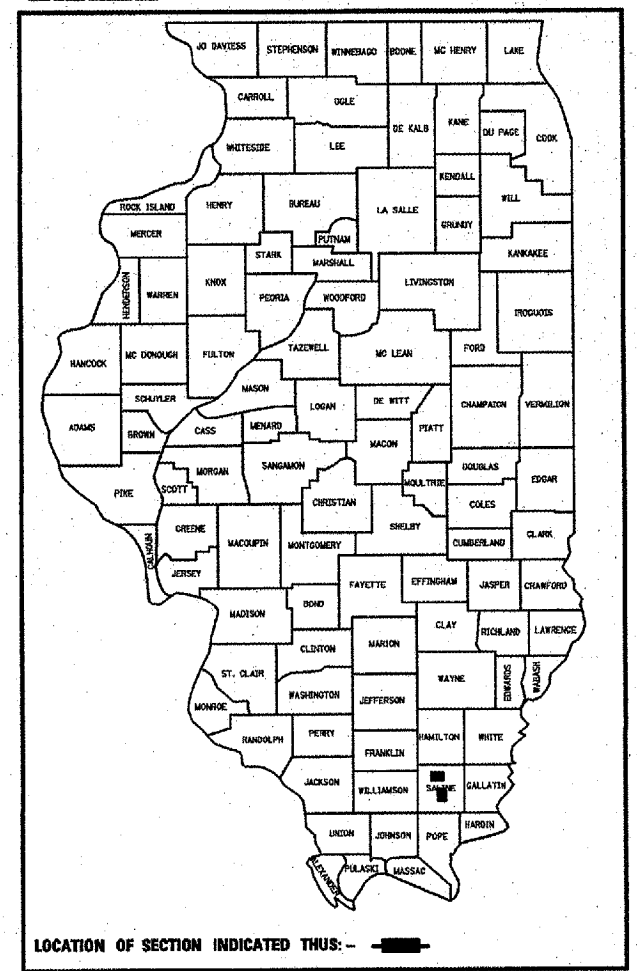 JO DAVIESS STEPHENSON WINNEBAGO BOONE MC HENRY LAKE
CARROLL OGLE DE KALB KANE DU PAGE COOK
WHITESIDE LEE
KENDALL
ROCK ISLAND HENRY BUREAU LA SALLE GRUNDY WILL
MERCER PUTNAM
STARK MARSHALL KANKAKEE
HENDERSON WARREN KNOX PEORIA WOODFORD LIVINGSTON IROQUOIS
HANCOCK MC DONOUGH FULTON TAZEWELL MC LEAN FORD
SCHUYLER MASON LOGAN DE WITT CHAMPAIGN VERMILION
ADAMS BROWN CASS MENARD MACON PIATT
PIKE SCOTT MORGAN SANGAMON CHRISTIAN MOULTRIE DOUGLAS EDGAR
COLES
CALHOUN GREENE MACOUPIN MONTGOMERY SHELBY CUMBERLAND CLARK
JERSEY FAYETTE EFFINGHAM JASPER CRAWFORD
MADISON BOND CLAY RICHLAND LAWRENCE
CLINTON MARION
ST. CLAIR WASHINGTON JEFFERSON WAYNE EDWARDS WABASH
MONROE
RANDOLPH PERRY FRANKLIN HAMILTON WHITE
JACKSON WILLIAMSON SALINE GALLATIN
UNION JOHNSON POPE HARDIN
ALEXANDER PULASKI MASSAC
LOCATION OF SECTION INDICATED THUS: -